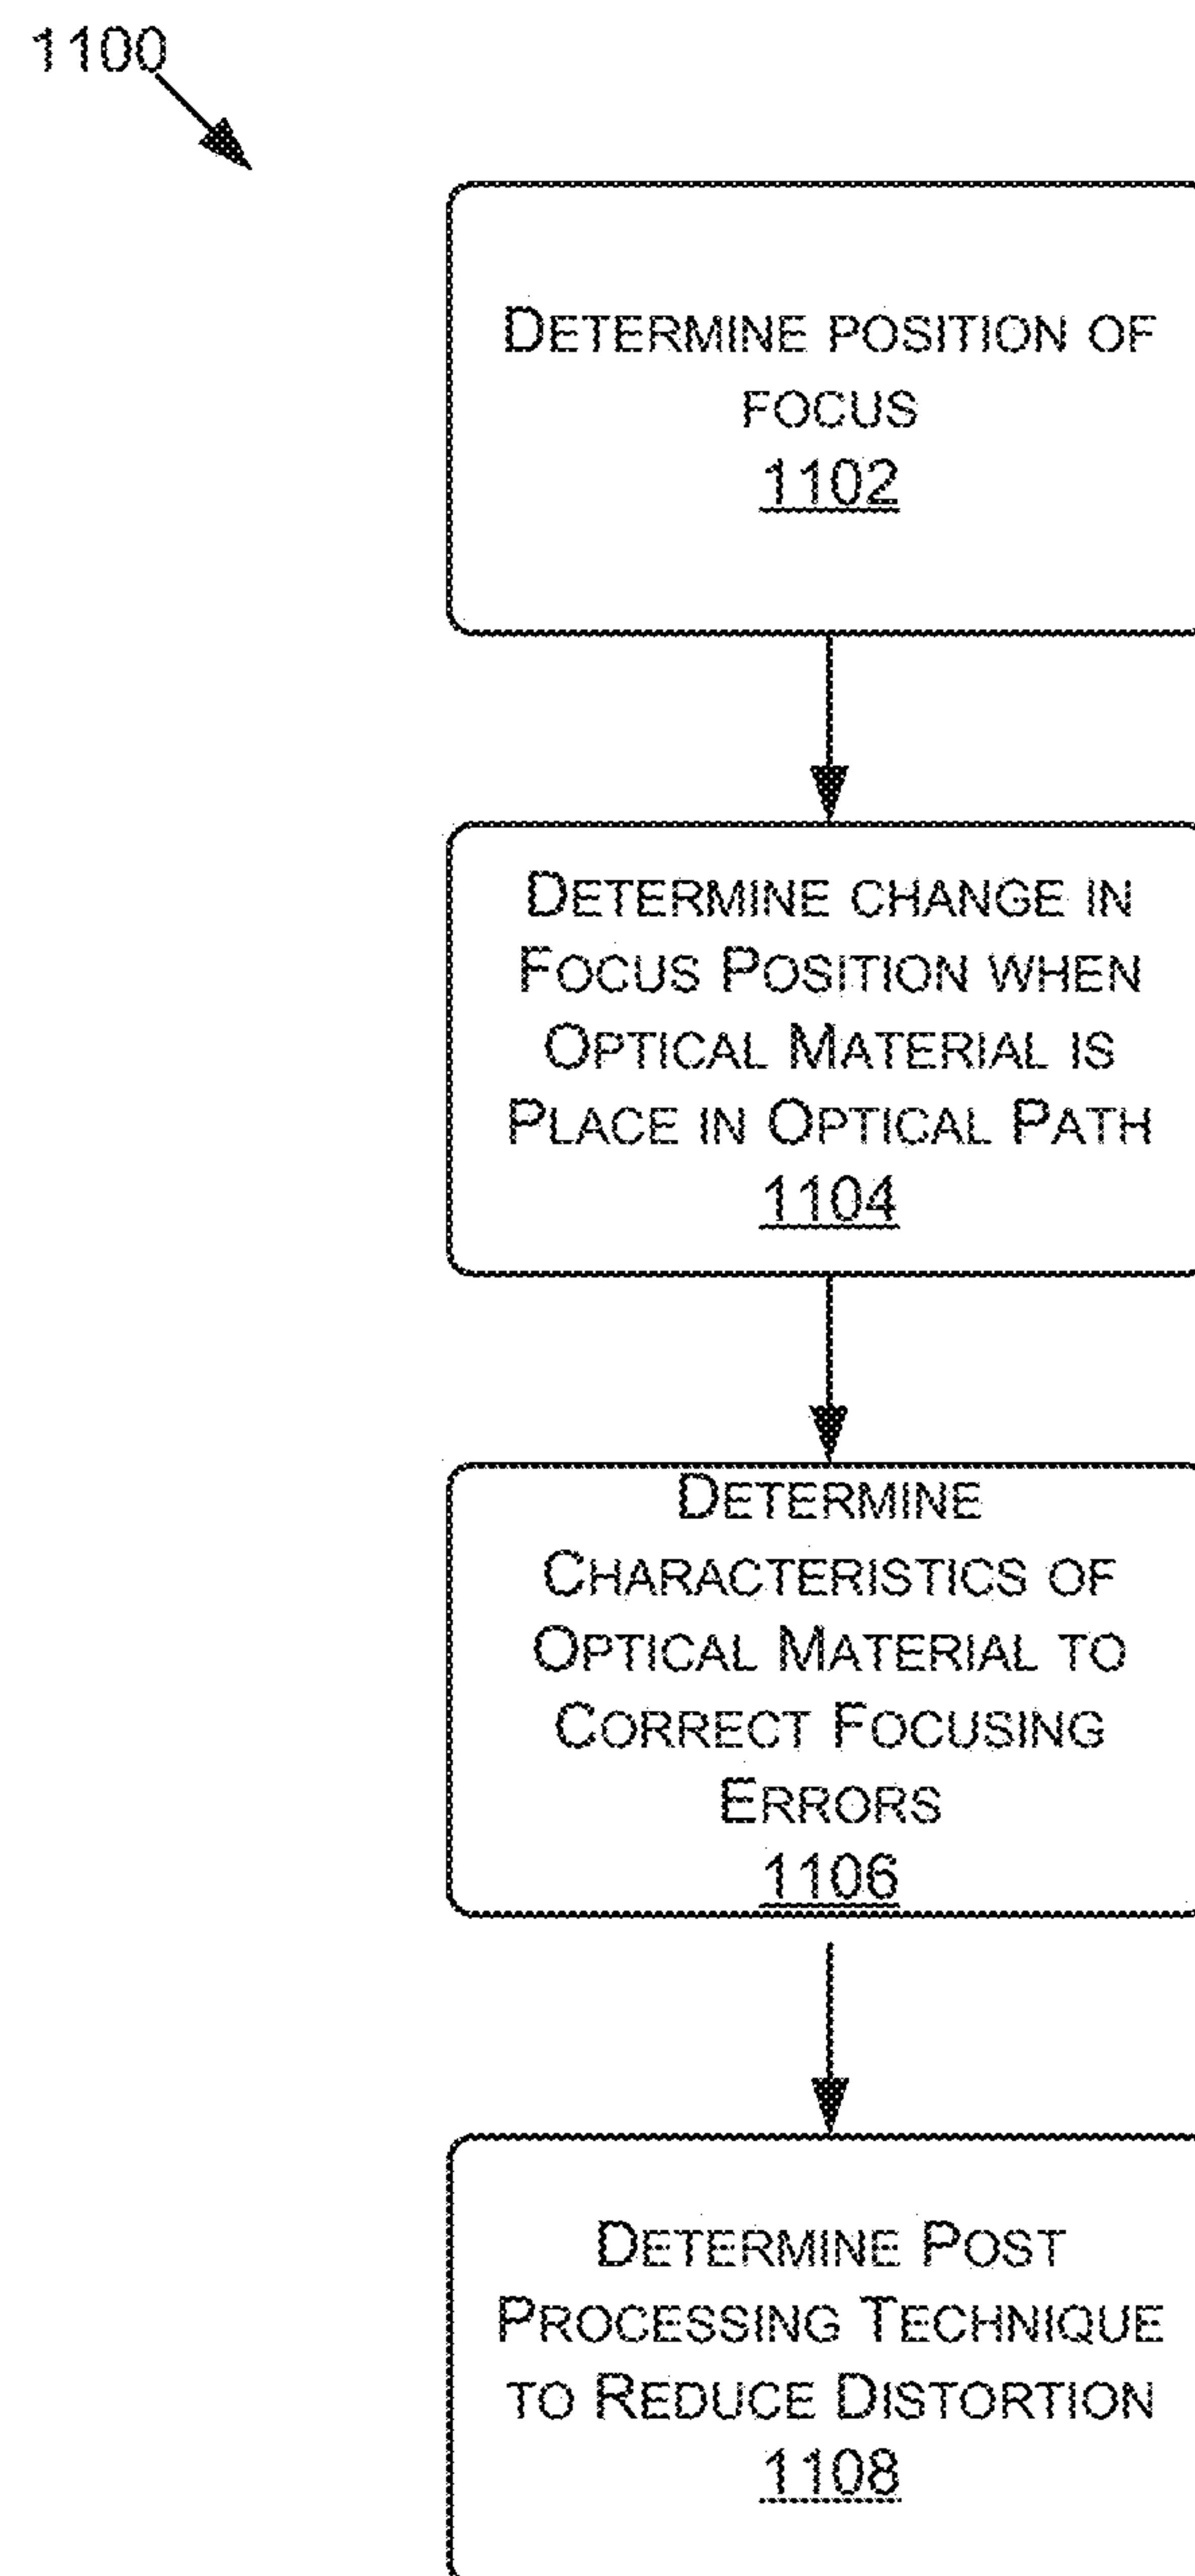 1100
DETERMINE POSITION OF
FOCUS
1102
DETERMINE CHANGE IN
FOCUS POSITION WHEN
OPTICAL MATERIAL IS
PLACE IN OPTICAL PATH
1104
DETERMINE
CHARACTERISTICS OF
OPTICAL MATERIAL TO
CORRECT FOCUSING
ERRORS
1106
DETERMINE POST
PROCESSING TECHNIQUE
TO REDUCE DISTORTION
1108